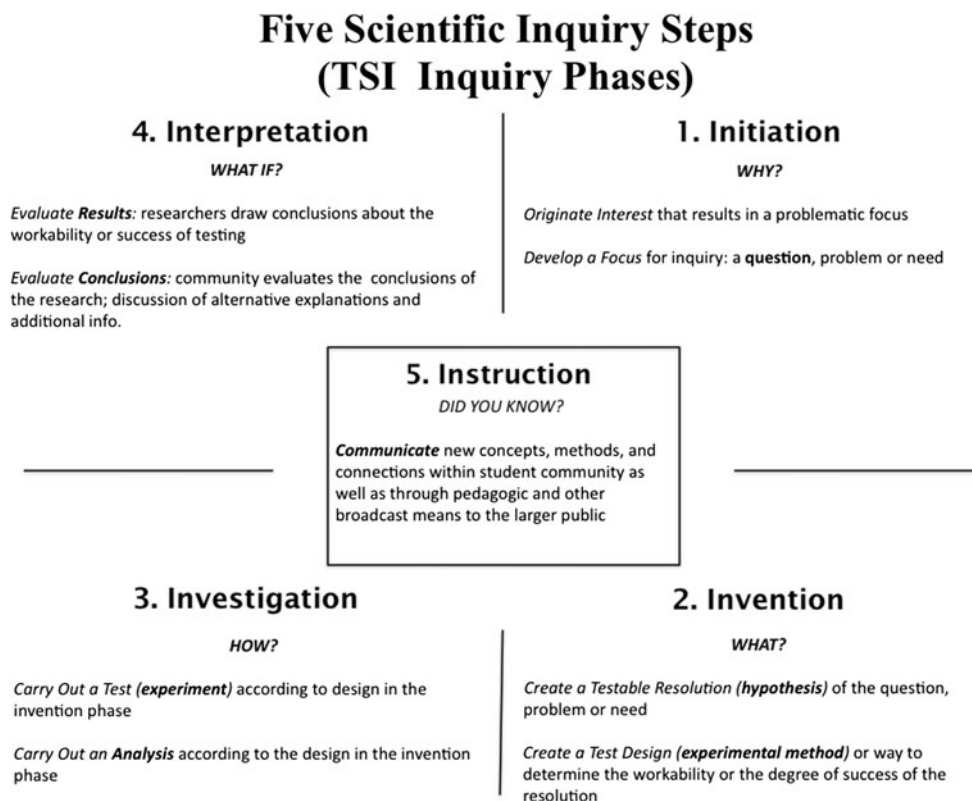 Five Scientific Inquiry Steps
(TSI Inquiry Phases)
4. Interpretation
WHAT IF?
Evaluate Results: researchers draw conclusions about the
workability or success of testing
Evaluate Conclusions: community evaluates the conclusions of
the research; discussion of alternative explanations and
additional info.
1. Initiation
WHY?
Originate Interest that results in a problematic focus
Develop a Focus for inquiry: a question, problem or need
5. Instruction
DID YOU KNOW?
Communicate new concepts, methods, and
connections within student community as
well as through pedagogic and other
broadcast means to the larger public
3. Investigation
HOW?
Carry Out a Test (experiment) according to design in the
invention phase
Carry Out an Analysis according to the design in the invention
phase
2. Invention
WHAT?
Create a Testable Resolution (hypothesis) of the question,
problem or need
Create a Test Design (experimental method) or way to
determine the workability or the degree of success of the
resolution